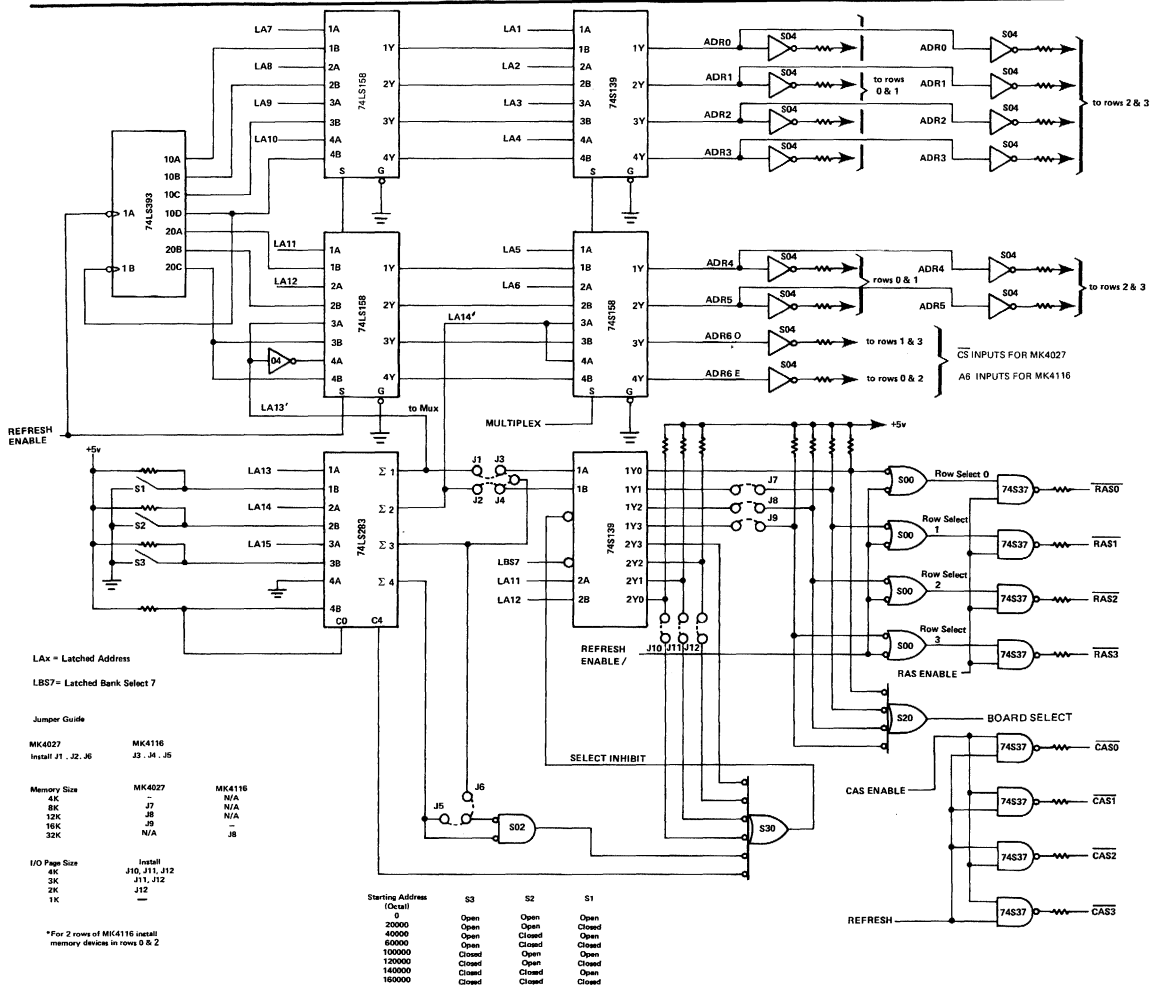 LA7
1A
1B
LA8
2A
2B
LA9
3A
3B
LA10
4A
4B
1Y
2Y
3Y
4Y
S
G
74LS158
LA1
1A
1B
LA2
2A
2B
LA3
3A
3B
LA4
4A
4B
1Y
2Y
3Y
4Y
S
G
74S139
ADR0
S04
ADR1
S04
ADR2
S04
ADR3
S04
to rows
0 & 1
ADR0
S04
ADR1
S04
ADR2
S04
ADR3
S04
to rows 2 & 3
74LS393
1A
1B
10A
10B
10C
10D
20A
20B
20C
LA11
1A
1B
LA12
2A
2B
3A
3B
04
4A
4B
1Y
2Y
3Y
4Y
S
G
74LS158
LA13'
to Mux
LA14'
LA5
1A
1B
LA6
2A
2B
3A
3B
4A
4B
1Y
2Y
3Y
4Y
S
G
74S158
MULTIPLEX
ADR4
S04
ADR5
S04
rows 0 & 1
ADR4
S04
ADR5
S04
to rows 2 & 3
ADR6 O
S04
to rows 1 & 3
ADR6 E
S04
to rows 0 & 2
CS INPUTS FOR MK4027
A6 INPUTS FOR MK4116
REFRESH
ENABLE
+5v
S1
S2
S3
LA13
1A
1B
LA14
2A
2B
LA15
3A
3B
4A
4B
C0
C4
Σ 1
Σ 2
Σ 3
Σ 4
74LS283
J1
J3
J2
J4
LBS7
LA11
LA12
1A
1B
2A
2B
74S139
1Y0
1Y1
1Y2
1Y3
2Y3
2Y2
2Y1
2Y0
J7
J8
J9
+5v
J10
J11
J12
REFRESH
ENABLE /
S00
Row Select 0
74S37
RAS0
S00
Row Select
1
74S37
RAS1
S00
Row Select
2
74S37
RAS2
S00
Row Select
3
74S37
RAS3
RAS ENABLE
S20
BOARD SELECT
SELECT INHIBIT
J5
J6
S02
S30
CAS ENABLE
74S37
CAS0
74S37
CAS1
74S37
CAS2
74S37
CAS3
REFRESH
LAx = Latched Address
LBS7= Latched Bank Select 7
Jumper Guide
MK4027 MK4116
Install J1 . J2. J6 J3 . J4 . J5
Memory Size MK4027 MK4116
4K -- N/A
8K J7 N/A
12K J8 N/A
16K J9 --
32K N/A J8
I/O Page Size Install
4K J10, J11, J12
3K J11, J12
2K J12
1K —
*For 2 rows of MK4116 install
memory devices in rows 0 & 2
Starting Address S3 S2 S1
(Octal)
0 Open Open Open
20000 Open Open Closed
40000 Open Closed Open
60000 Open Closed Closed
100000 Closed Open Open
120000 Closed Open Closed
140000 Closed Closed Open
160000 Closed Closed Closed